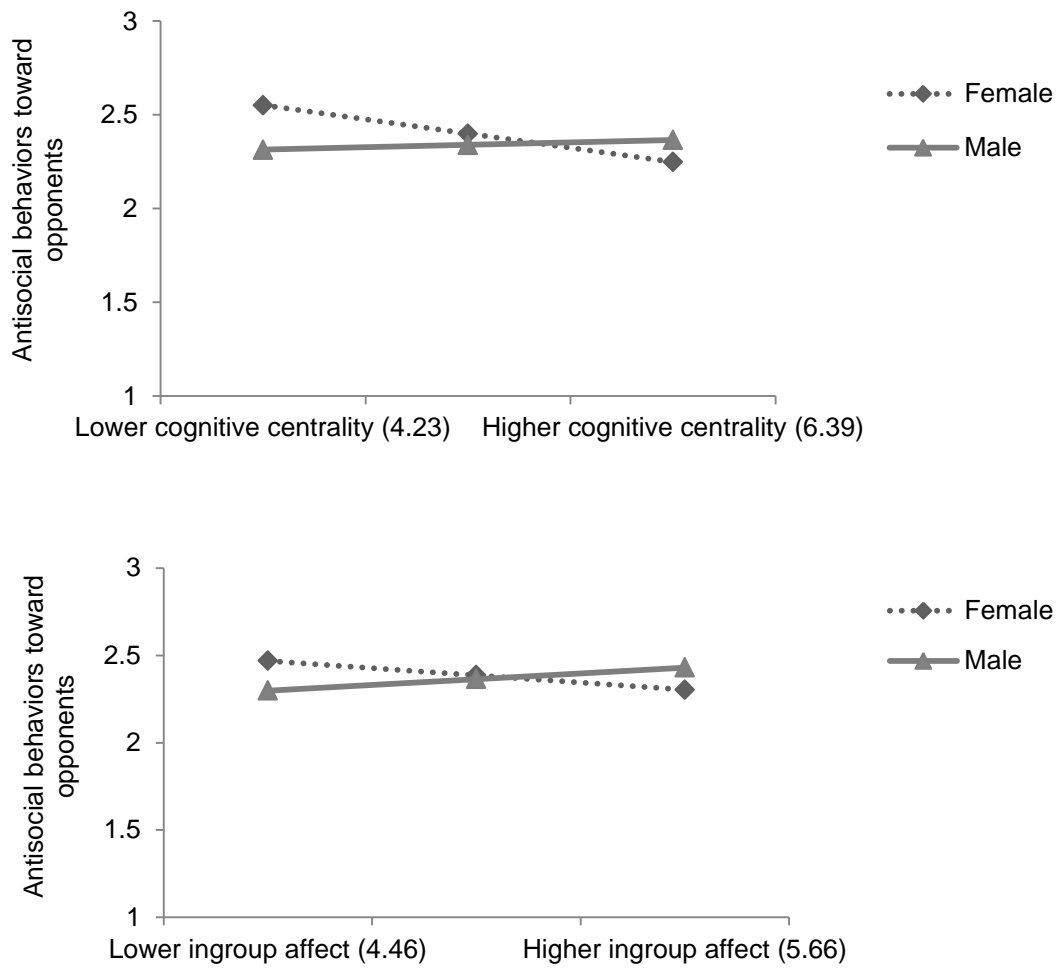 3
2.5
2
1.5
1
Antisocial behaviors toward
opponents
Lower cognitive centrality (4.23)
Higher cognitive centrality (6.39)
Female
Male
3
2.5
2
1.5
1
Antisocial behaviors toward
opponents
Lower ingroup affect (4.46)
Higher ingroup affect (5.66)
Female
Male